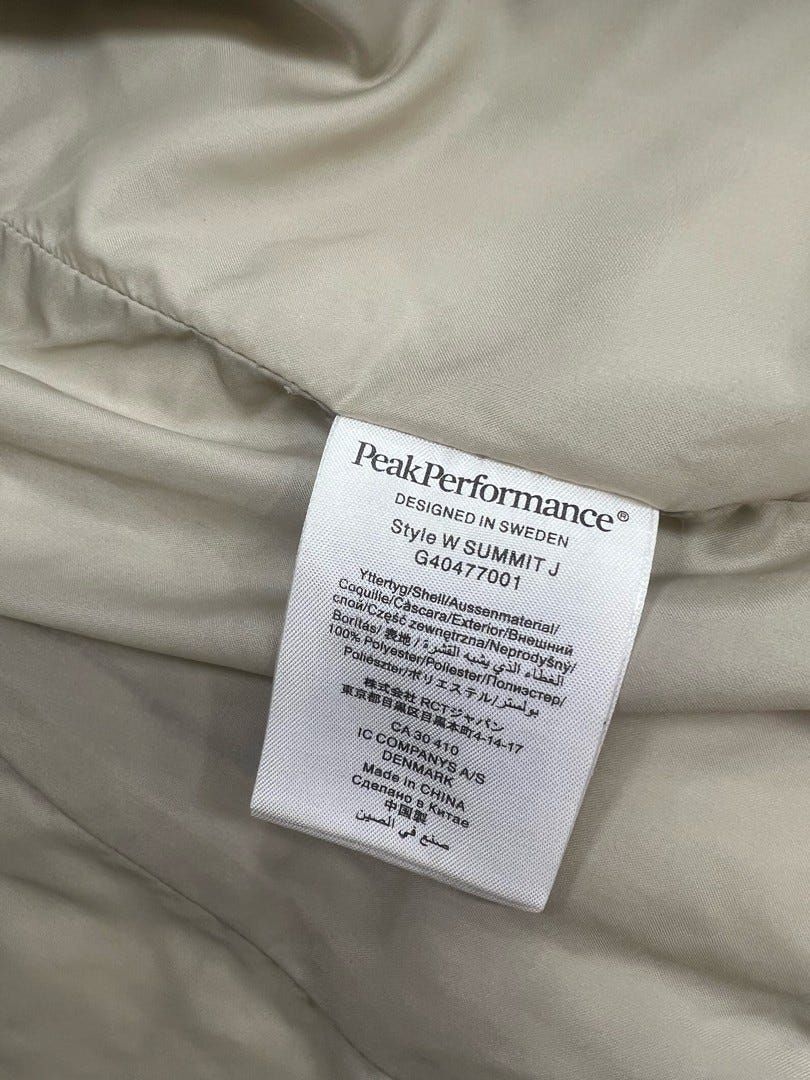 PeakPerformance®
DESIGNED IN SWEDEN
Style W SUMMIT J
G40477001
Yttertyg/Shell/Aussenmaterial/
Coquille/Cáscara/Exterior/Внешний
слой/Część zewnętrzna/Neprodyšný/
Borítás/表地/الغطاء الذي يشبه القشرة/
100% Polyester/Poliester/Полиэстер/
Poliészter/ポリエステル/بوليستر
株式会社 RCTジャパン
東京都目黒区目黒本町4-14-17
CA 30 410
IC COMPANYS A/S
DENMARK
Made in CHINA
Сделано в Китае
中国製
صنع في الصين